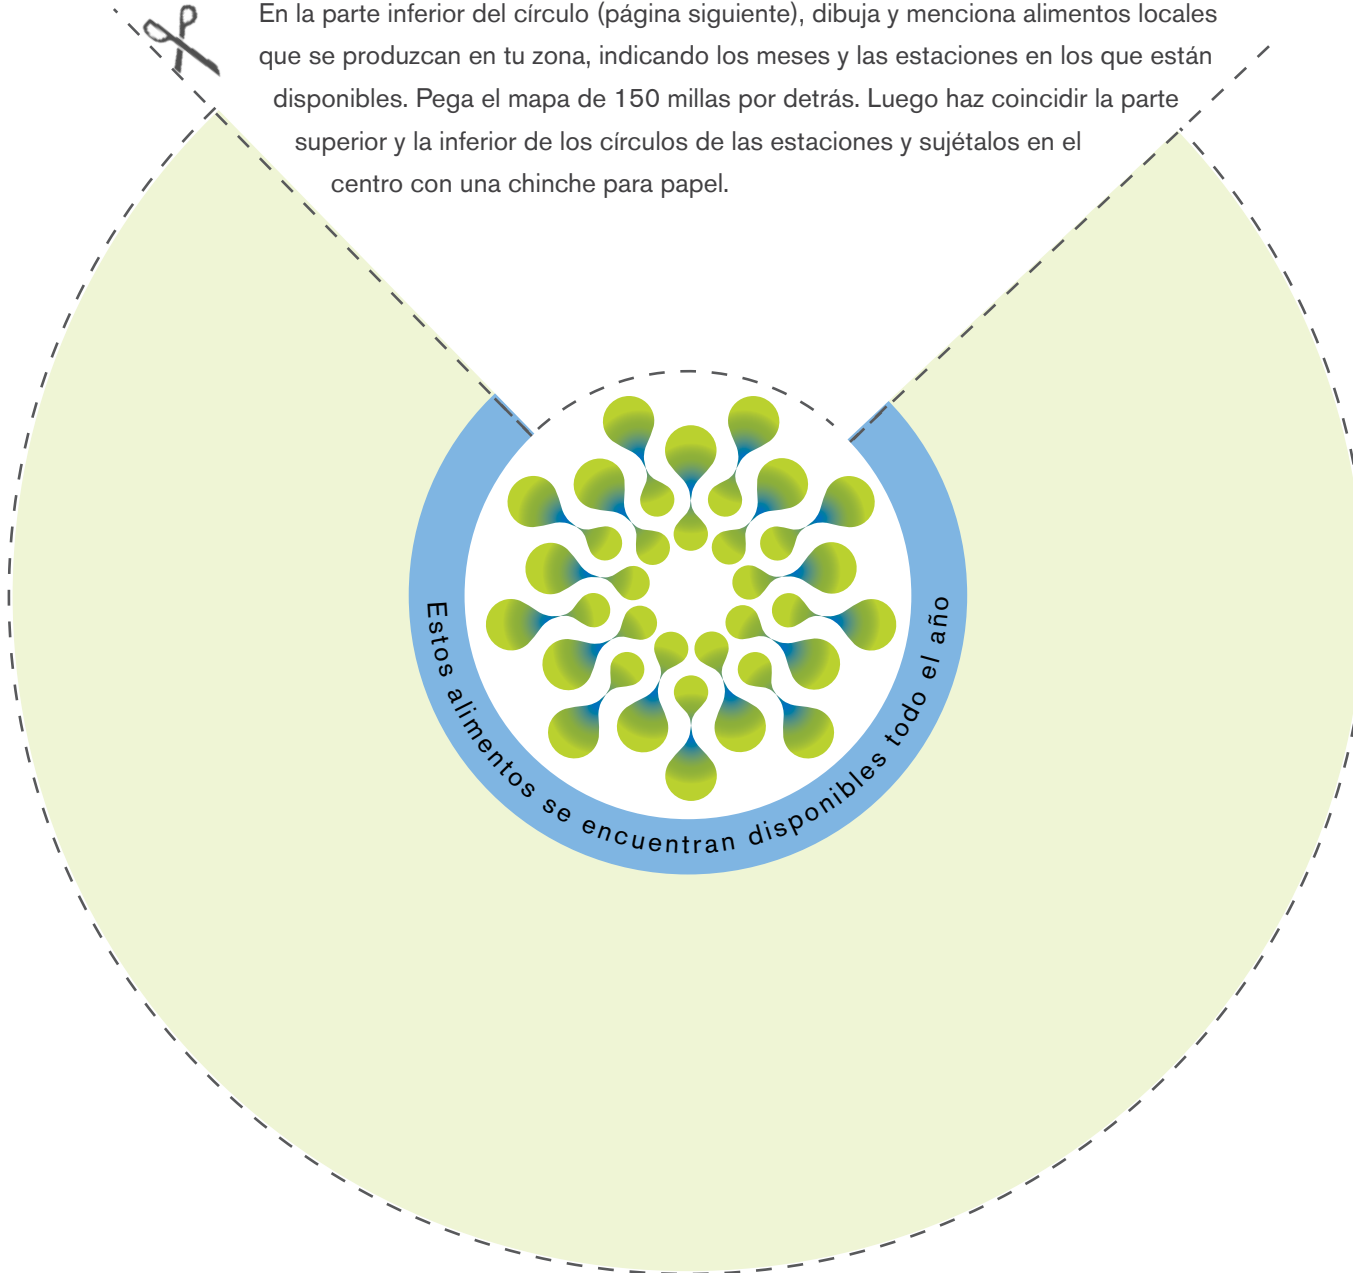 En la parte inferior del círculo (página siguiente), dibuja y menciona alimentos locales
que se produzcan en tu zona, indicando los meses y las estaciones en los que están
disponibles. Pega el mapa de 150 millas por detrás. Luego haz coincidir la parte
superior y la inferior de los círculos de las estaciones y sujétalos en el
centro con una chinche para papel.
Estos alimentos se encuentran disponibles todo el año